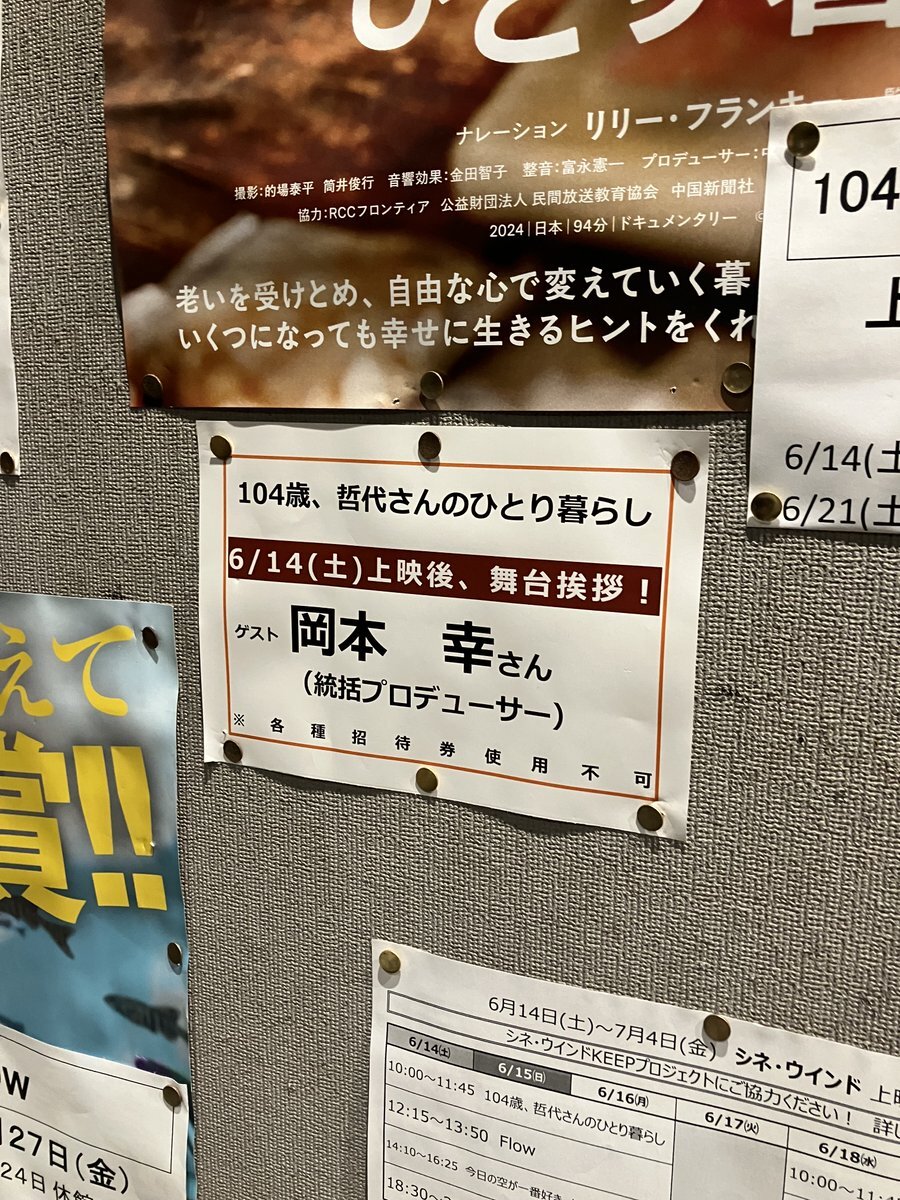 ひとり
ナレーション リリー・フランキー
撮影:的場泰平 筒井俊行 音響効果:金田智子 整音:富永憲一 プロデューサー:
協力:RCCフロンティア 公益財団法人 民間放送教育協会 中国新聞社
2024|日本|94分|ドキュメンタリー
老いを受けとめ、自由な心で変えていく暮
いくつになっても幸せに生きるヒントをくれ
104
上
6/14(土
6/21(土
104歳、哲代さんのひとり暮らし
6/14(土)上映後、舞台挨拶!
ゲスト 岡本 幸さん
(統括プロデューサー)
※各種招待券使用不可
えて
賞!!
27日(金)
24日 休館
6月14日(土)~7月4日(金) シネ・ウインド 上映
シネ・ウインドKEEPプロジェクトにご協力ください! 詳し
6/14(土) 6/15(日) 6/16(月) 6/17(火) 6/18(水)
10:00~11:45 104歳、哲代さんのひとり暮らし
10:00~11:4
12:15~13:50 Flow
14:10~16:25 今日の空が一番好き
18:30~